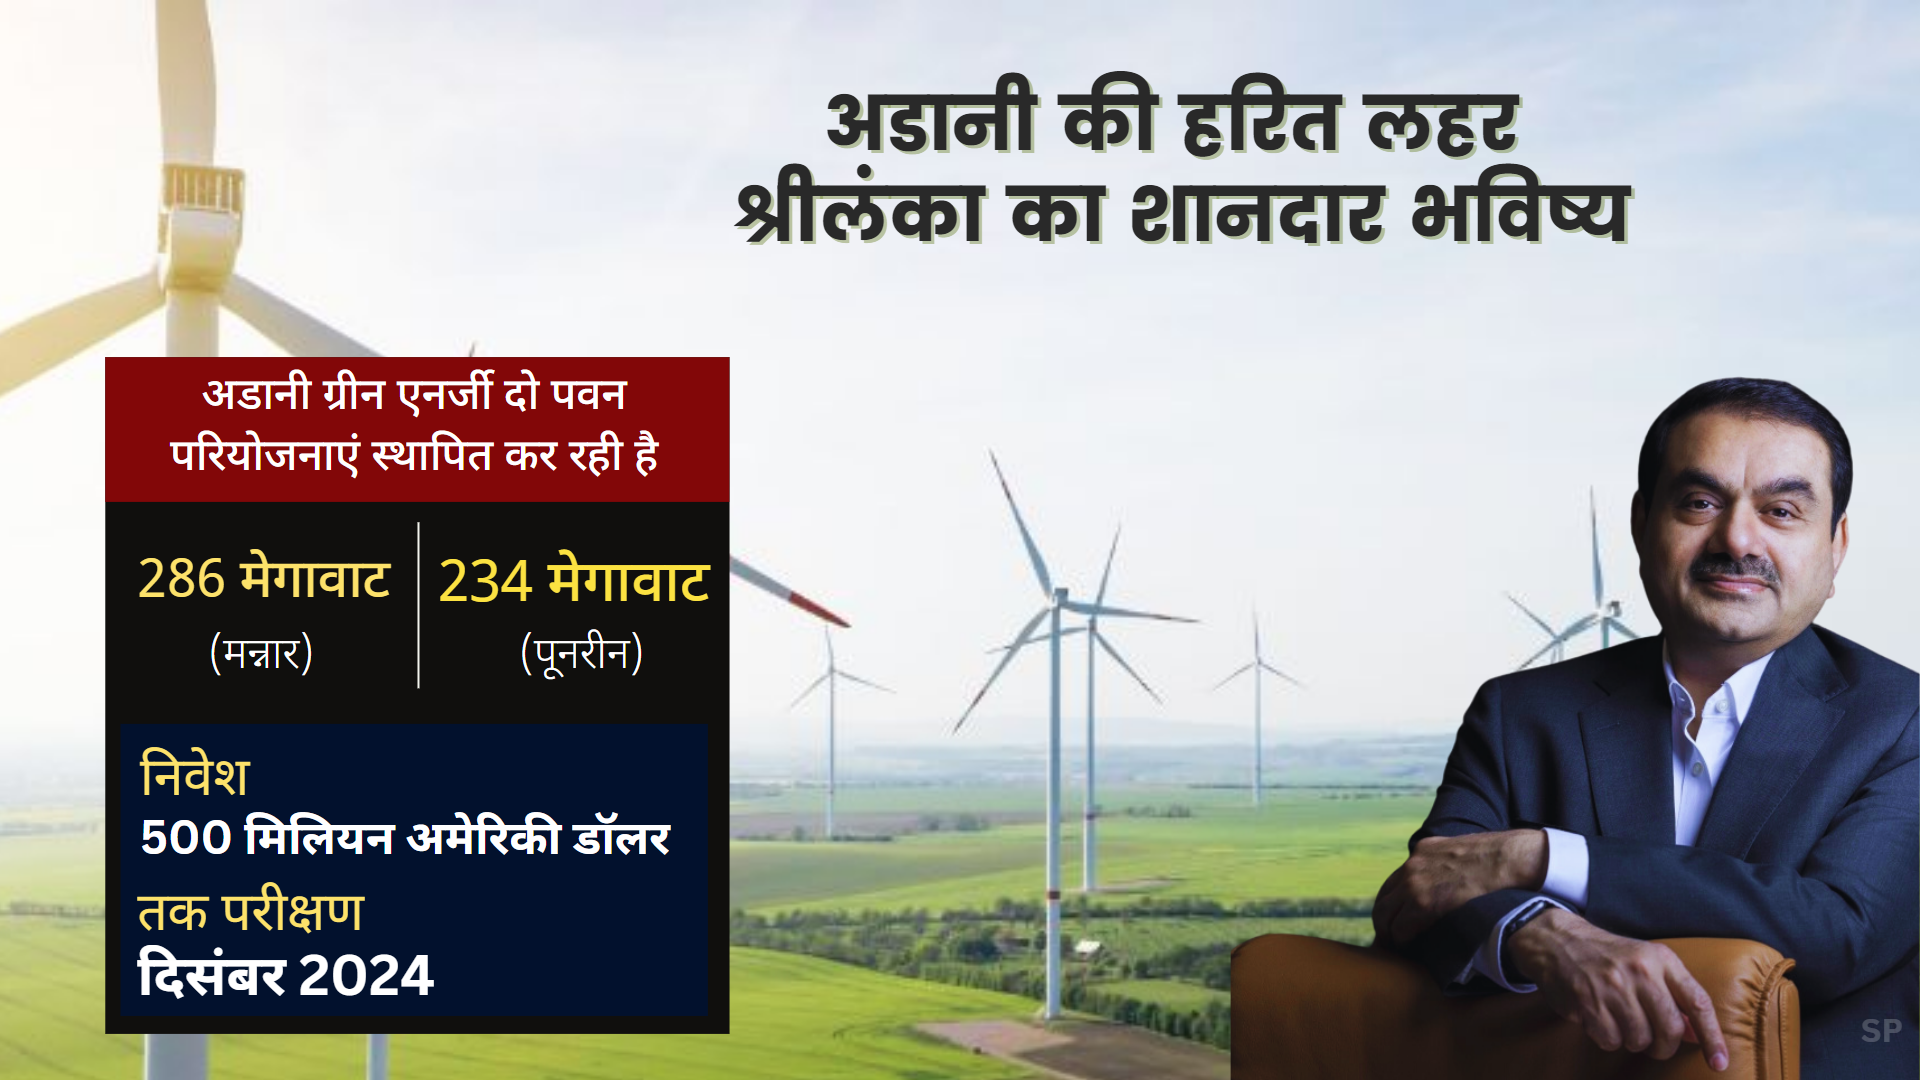 अडानी की हरित लहर
श्रीलंका का शानदार भविष्य
अडानी ग्रीन एनर्जी दो पवन
परियोजनाएं स्थापित कर रही है
286 मेगावाट
(मन्नार)
234 मेगावाट
(पूनरीन)
निवेश
500 मिलियन अमेरिकी डॉलर
तक परीक्षण
दिसंबर 2024
SP